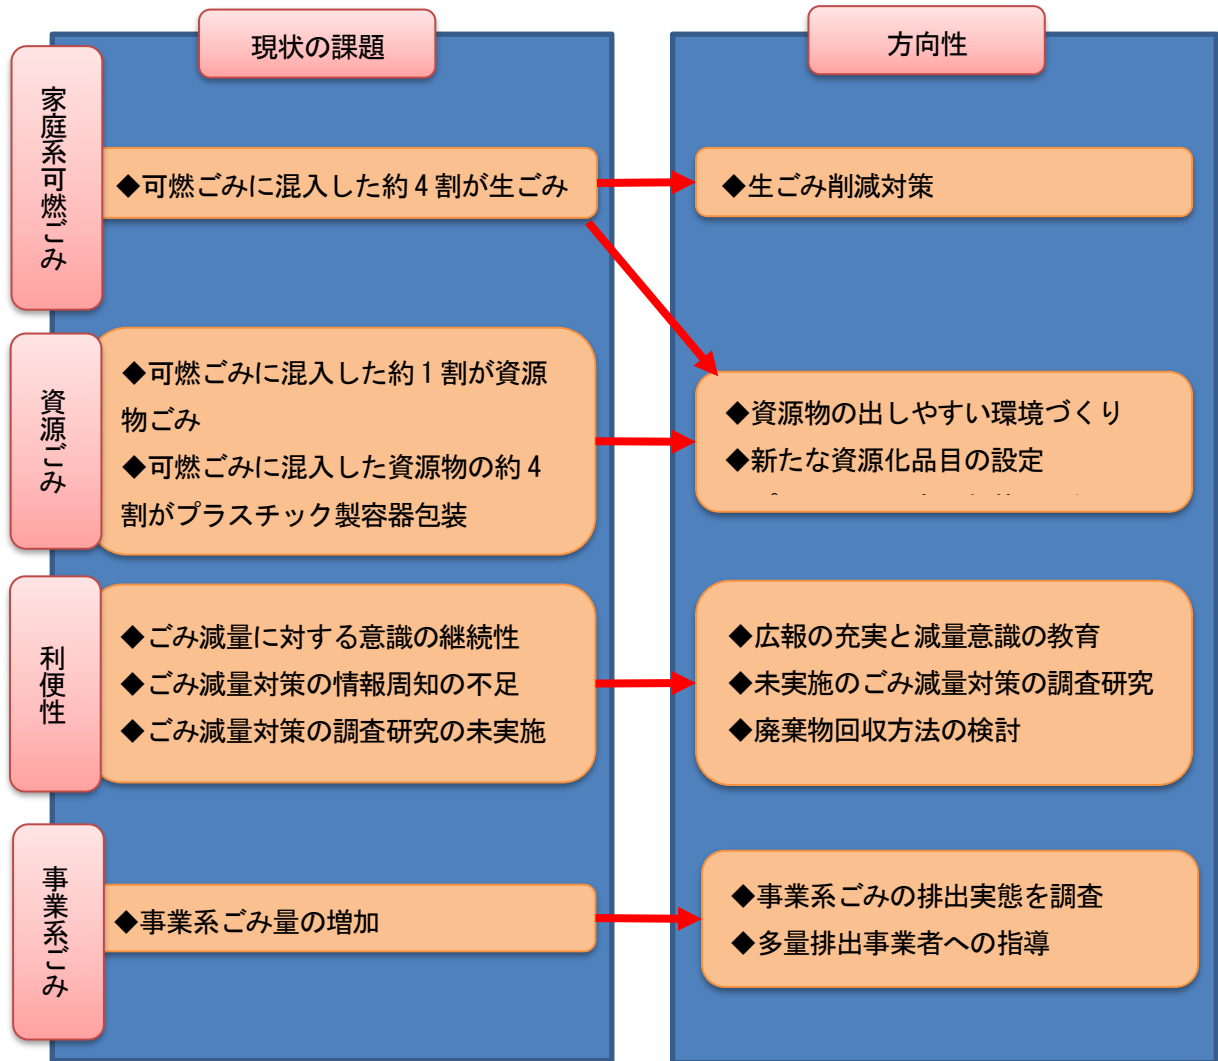 現状の課題
方向性
家庭系可燃ごみ
◆可燃ごみに混入した約4割が生ごみ
◆生ごみ削減対策
資源ごみ
◆可燃ごみに混入した約1割が資源
物ごみ
◆可燃ごみに混入した資源物の約4
割がプラスチック製容器包装
◆資源物の出しやすい環境づくり
◆新たな資源化品目の設定
利便性
◆ごみ減量に対する意識の継続性
◆ごみ減量対策の情報周知の不足
◆ごみ減量対策の調査研究の未実施
◆広報の充実と減量意識の教育
◆未実施のごみ減量対策の調査研究
◆廃棄物回収方法の検討
事業系ごみ
◆事業系ごみ量の増加
◆事業系ごみの排出実態を調査
◆多量排出事業者への指導